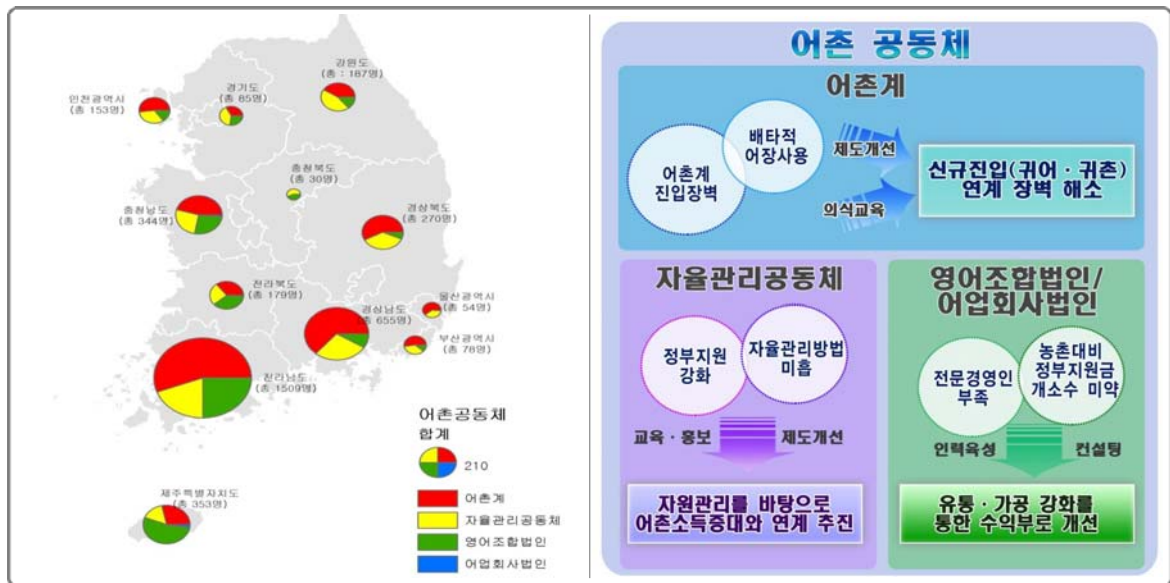 강원도
(총 : 187명)
경기도
(총 85명)
인천광역시
(총 153명)
충청북도
(총 30명)
충청남도
(총 344명)
경상북도
(총 270명)
전라북도
(총 179명)
울산광역시
(총 54명)
경상남도
(총 655명)
부산광역시
(총 78명)
전라남도
(총 1509명)
제주특별자치도
(총 353명)
어촌공동체
합계
210
어촌계
자율관리공동체
영어조합법인
어업회사법인
어촌 공동체
어촌계
어촌계
진입장벽
배타적
어장사용
제도개선
의식교육
신규진입(귀어·귀촌)
연계 장벽 해소
자율관리공동체
정부지원
강화
자율관리방법
미흡
교육·홍보
제도개선
자원관리를 바탕으로
어촌소득증대와 연계 추진
영어조합법인/
어업회사법인
전문경영인
부족
농촌대비
정부지원금
개소수 미약
인력육성
컨설팅
유통·가공 강화를
통한 수익부로 개선